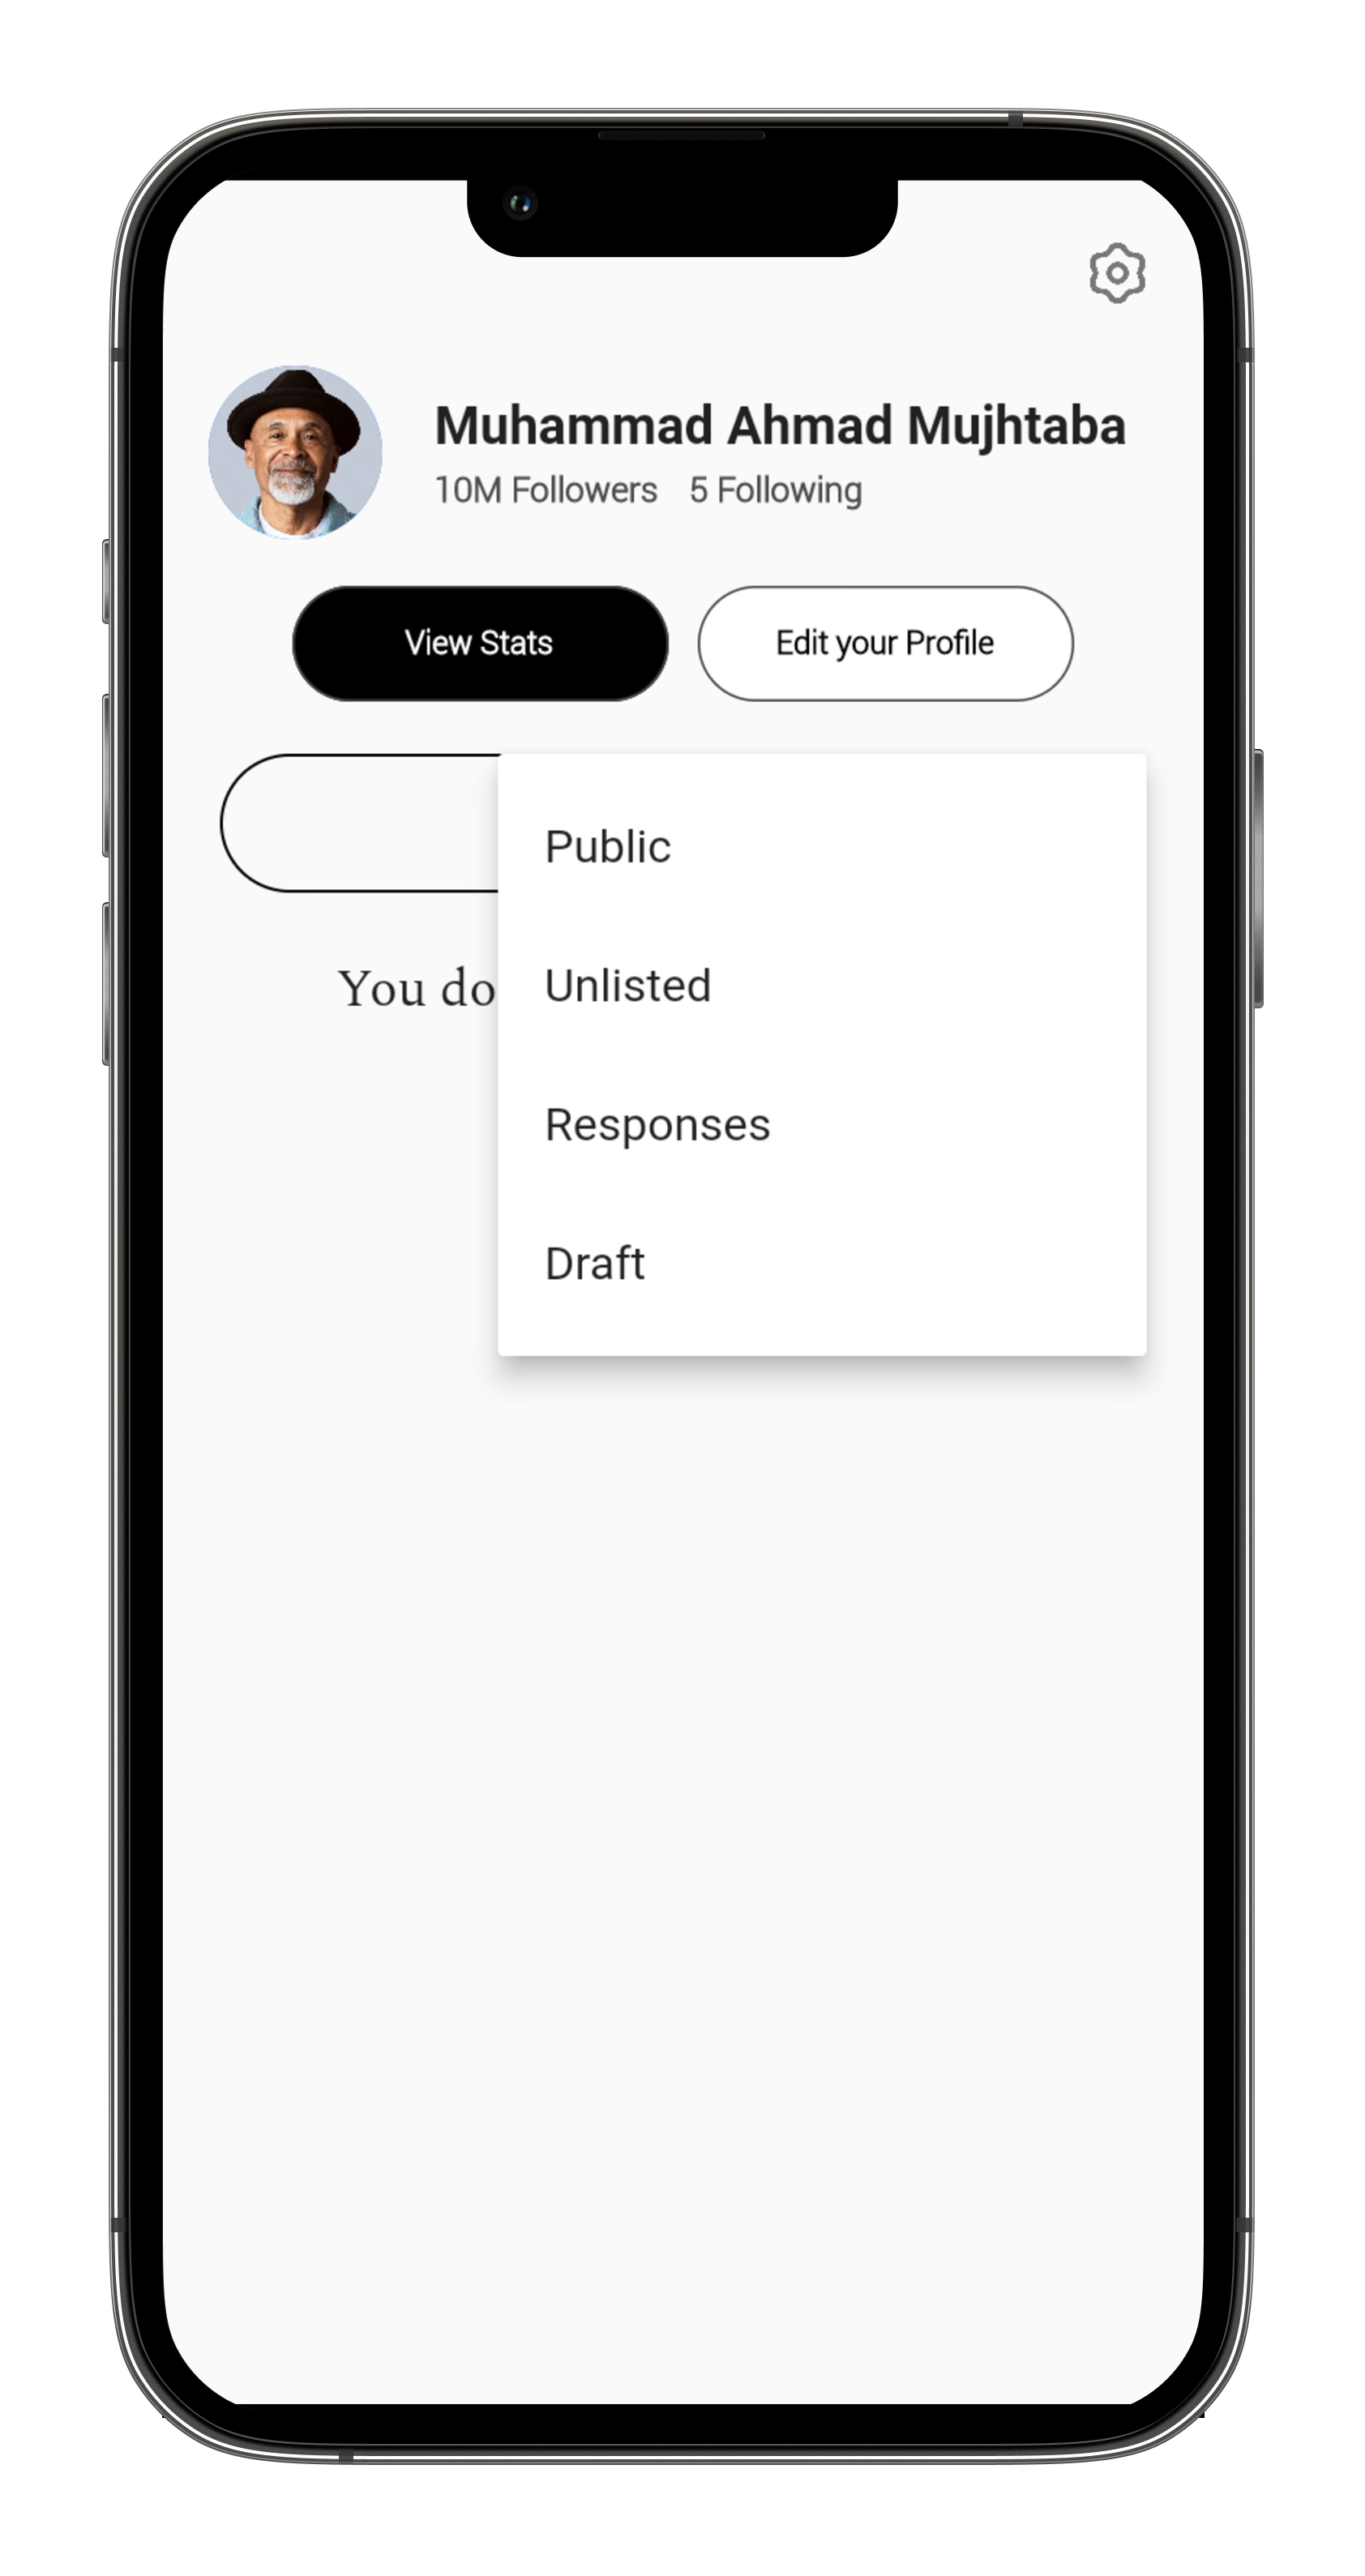 Muhammad Ahmad Mujhtaba
10M Followers 5 Following
View Stats Edit your Profile
Public
You do
Unlisted
Responses
Draft